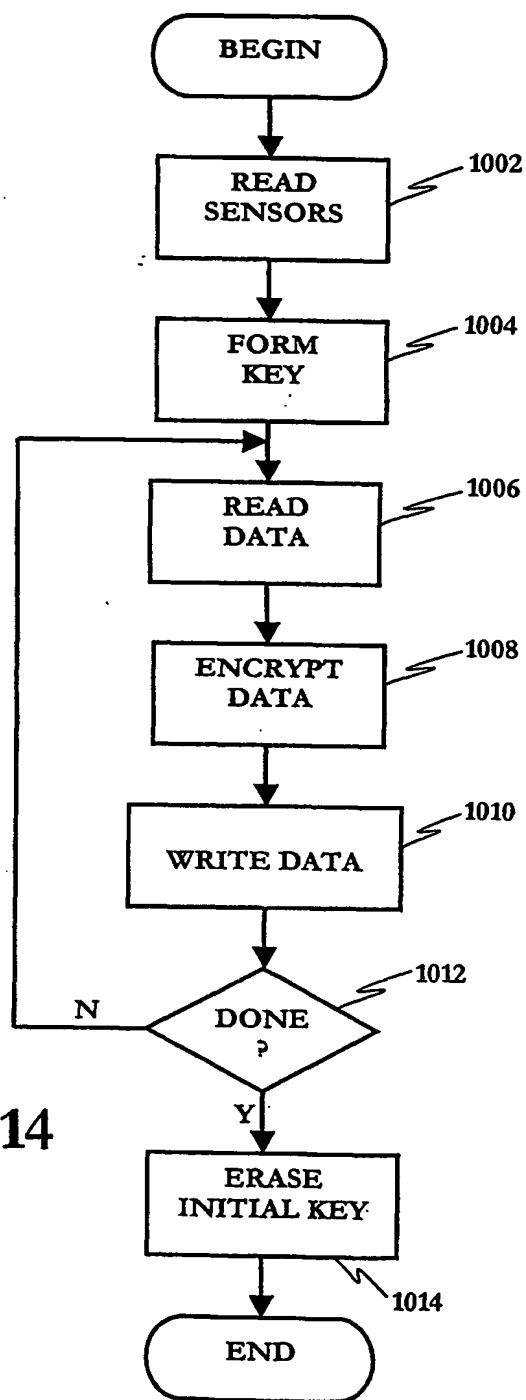 BEGIN
READ
SENSORS
1002
FORM
KEY
1004
READ
DATA
1006
ENCRYPT
DATA
1008
WRITE DATA
1010
DONE
?
1012
N
Y
14
ERASE
INITIAL KEY
1014
END